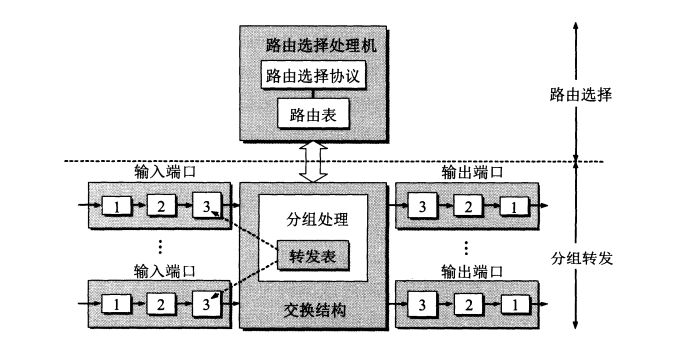 路由选择处理机
路由选择协议
路由表
路由选择
输入端口
输出端口
1 2 3
分组处理
3 2 1
转发表
分组转发
输入端口
输出端口
1 2 3
3 2 1
交换结构